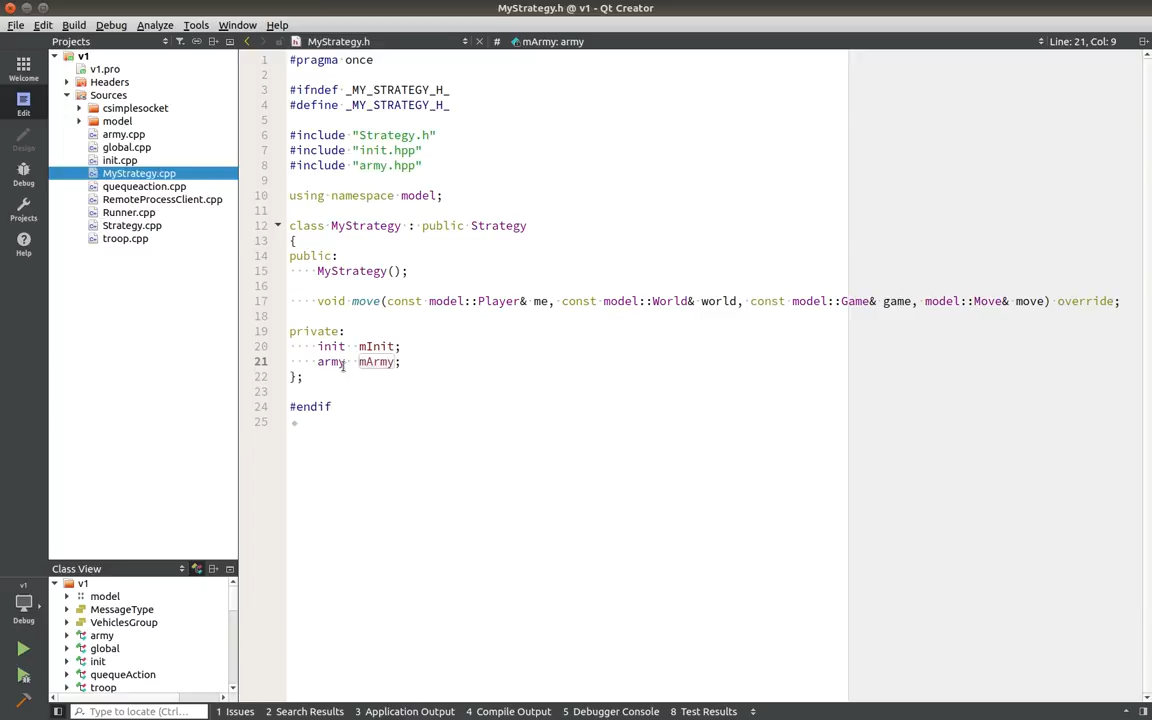 MyStrategy.h @ v1 - Qt Creator
File Edit Build Debug Analyze Tools Window Help
Projects
MyStrategy.h
# mArmy: army
Line: 21, Col: 9
Welcome
Edit
Design
Debug
Projects
Help
v1
v1.pro
Headers
Sources
csimplesocket
model
army.cpp
global.cpp
init.cpp
MyStrategy.cpp
quequeaction.cpp
RemoteProcessClient.cpp
Runner.cpp
Strategy.cpp
troop.cpp
1 #pragma once
2
3 #ifndef _MY_STRATEGY_H_
4 #define _MY_STRATEGY_H_
5
6 #include "Strategy.h"
7 #include "init.hpp"
8 #include "army.hpp"
9
10 using namespace model;
11
12 class MyStrategy : public Strategy
13 {
14 public:
15 MyStrategy();
16
17 void move(const model::Player& me, const model::World& world, const model::Game& game, model::Move& move) override;
18
19 private:
20 init mInit;
21 army mArmy;
22 };
23
24 #endif
25
Class View
v1
model
MessageType
VehiclesGroup
army
global
init
quequeAction
troop
v1
Debug
Type to locate (Ctrl...
1 Issues 2 Search Results 3 Application Output 4 Compile Output 5 Debugger Console 8 Test Results